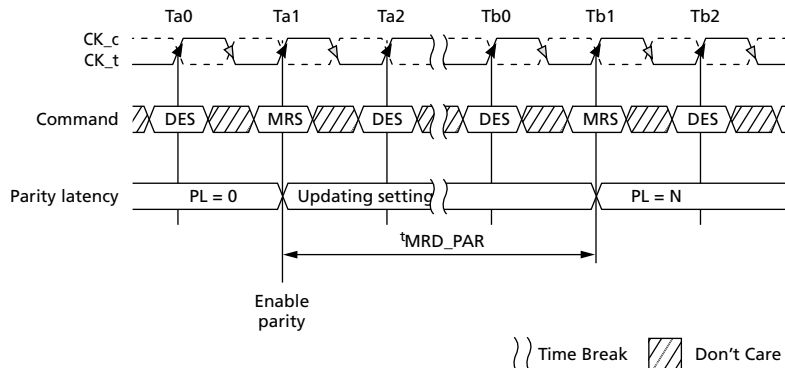 Ta0 Ta1 Ta2 Tb0 Tb1 Tb2
CK_c
CK_t
Command DES MRS DES DES MRS DES
Parity latency PL = 0 Updating setting PL = N
tMRD_PAR
Enable
parity
Time Break Don't Care